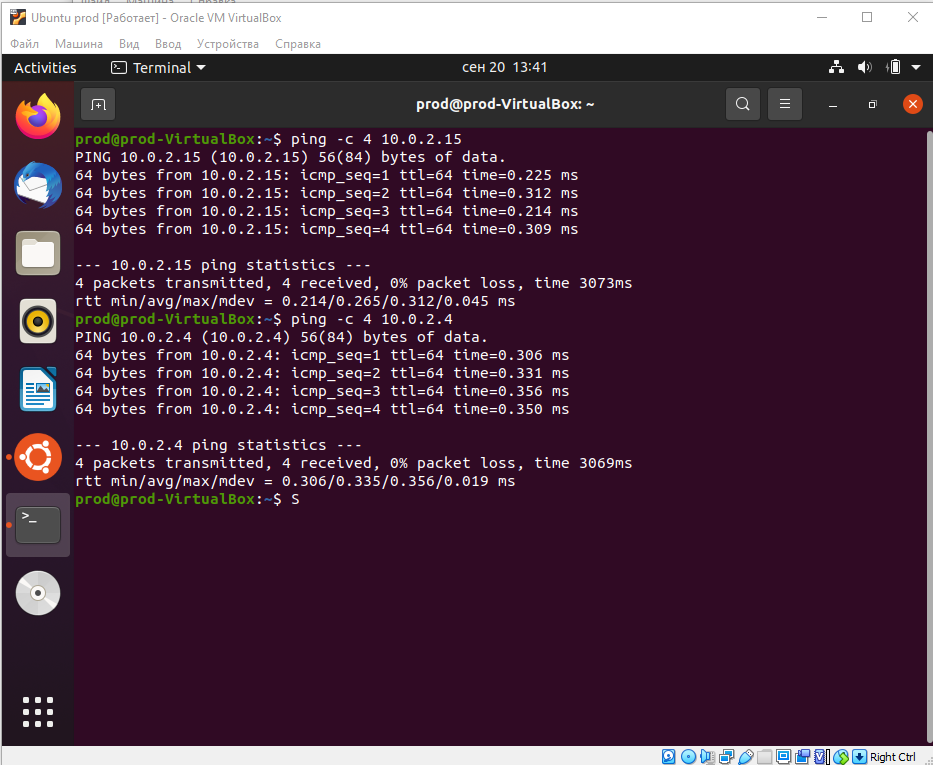 Ubuntu prod [Работает] - Oracle VM VirtualBox
Файл Машина Вид Ввод Устройства Справка
Activities Terminal сен 20 13:41
prod@prod-VirtualBox: ~
prod@prod-VirtualBox:~$ ping -c 4 10.0.2.15
PING 10.0.2.15 (10.0.2.15) 56(84) bytes of data.
64 bytes from 10.0.2.15: icmp_seq=1 ttl=64 time=0.225 ms
64 bytes from 10.0.2.15: icmp_seq=2 ttl=64 time=0.312 ms
64 bytes from 10.0.2.15: icmp_seq=3 ttl=64 time=0.214 ms
64 bytes from 10.0.2.15: icmp_seq=4 ttl=64 time=0.309 ms
--- 10.0.2.15 ping statistics ---
4 packets transmitted, 4 received, 0% packet loss, time 3073ms
rtt min/avg/max/mdev = 0.214/0.265/0.312/0.045 ms
prod@prod-VirtualBox:~$ ping -c 4 10.0.2.4
PING 10.0.2.4 (10.0.2.4) 56(84) bytes of data.
64 bytes from 10.0.2.4: icmp_seq=1 ttl=64 time=0.306 ms
64 bytes from 10.0.2.4: icmp_seq=2 ttl=64 time=0.331 ms
64 bytes from 10.0.2.4: icmp_seq=3 ttl=64 time=0.356 ms
64 bytes from 10.0.2.4: icmp_seq=4 ttl=64 time=0.350 ms
--- 10.0.2.4 ping statistics ---
4 packets transmitted, 4 received, 0% packet loss, time 3069ms
rtt min/avg/max/mdev = 0.306/0.335/0.356/0.019 ms
prod@prod-VirtualBox:~$ S
Right Ctrl